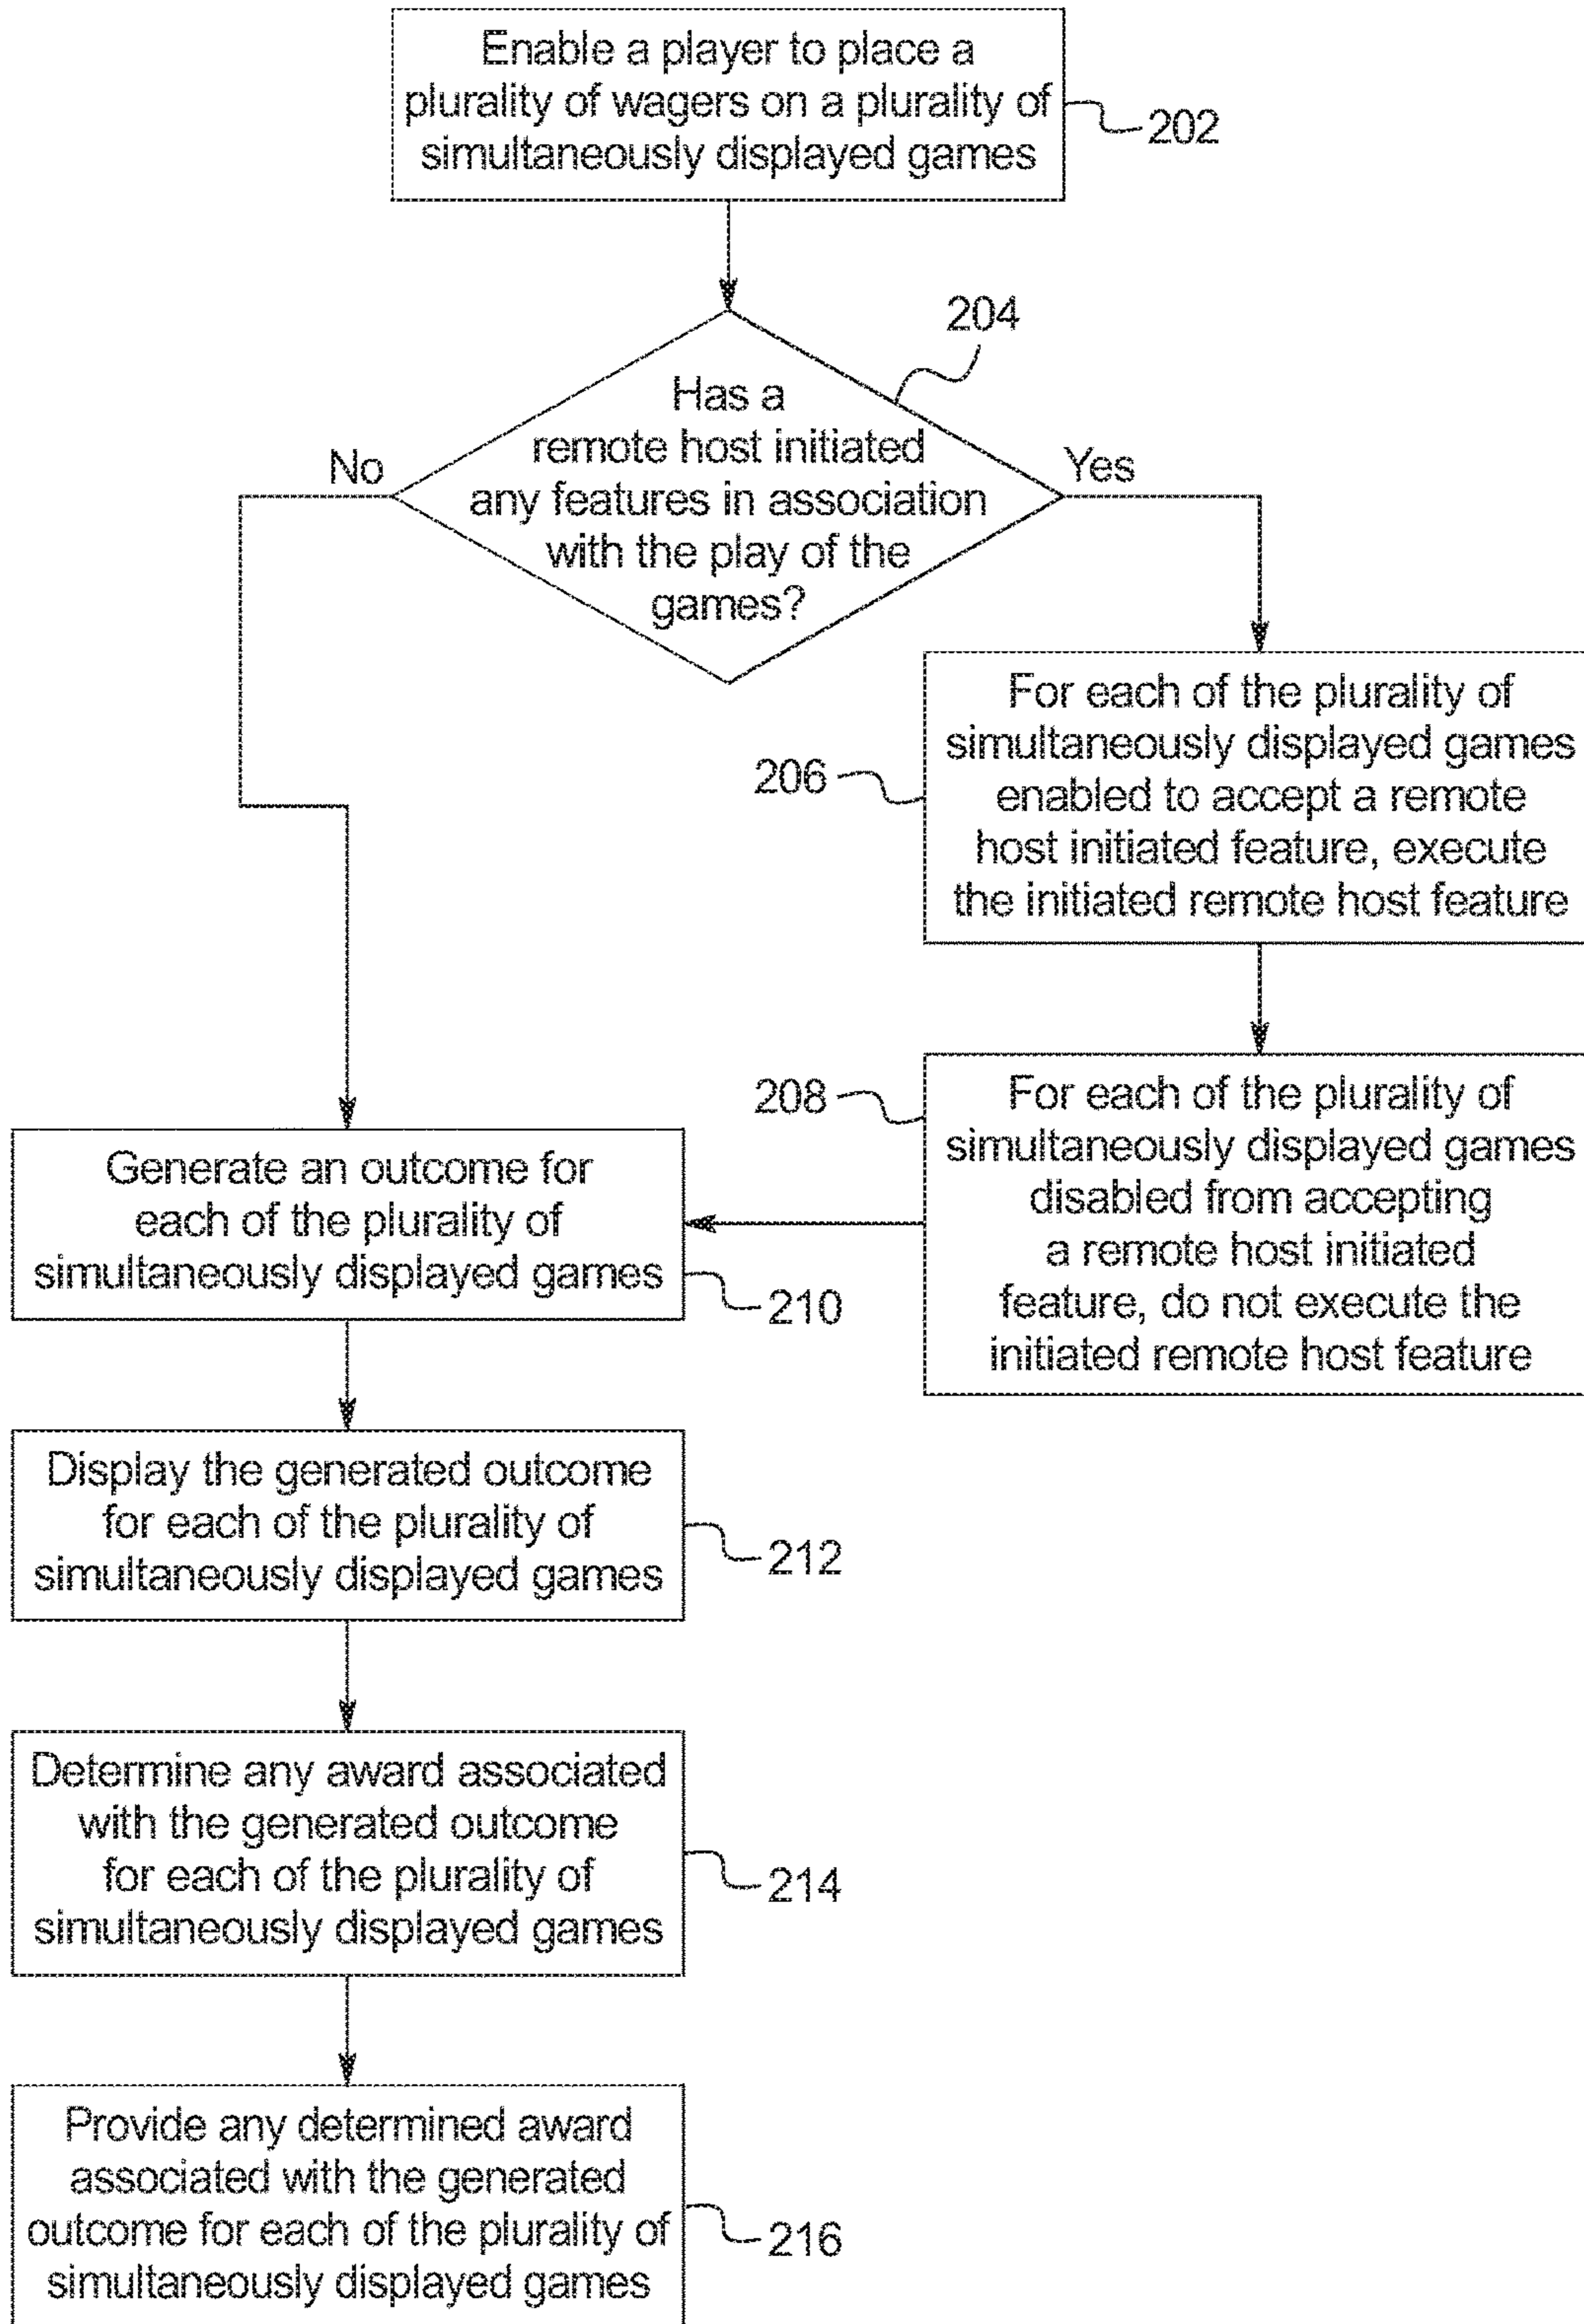 Enable a player to place a
plurality of wagers on a plurality of
simultaneously displayed games
202
204
Has a
remote host initiated
any features in association
with the play of the
games?
No
Yes
For each of the plurality of
simultaneously displayed games
enabled to accept a remote
host initiated feature, execute
the initiated remote host feature
206
For each of the plurality of
simultaneously displayed games
disabled from accepting
a remote host initiated
feature, do not execute the
initiated remote host feature
208
Generate an outcome for
each of the plurality of
simultaneously displayed games
210
Display the generated outcome
for each of the plurality of
simultaneously displayed games
212
Determine any award associated
with the generated outcome
for each of the plurality of
simultaneously displayed games
214
Provide any determined award
associated with the generated
outcome for each of the plurality of
simultaneously displayed games
216